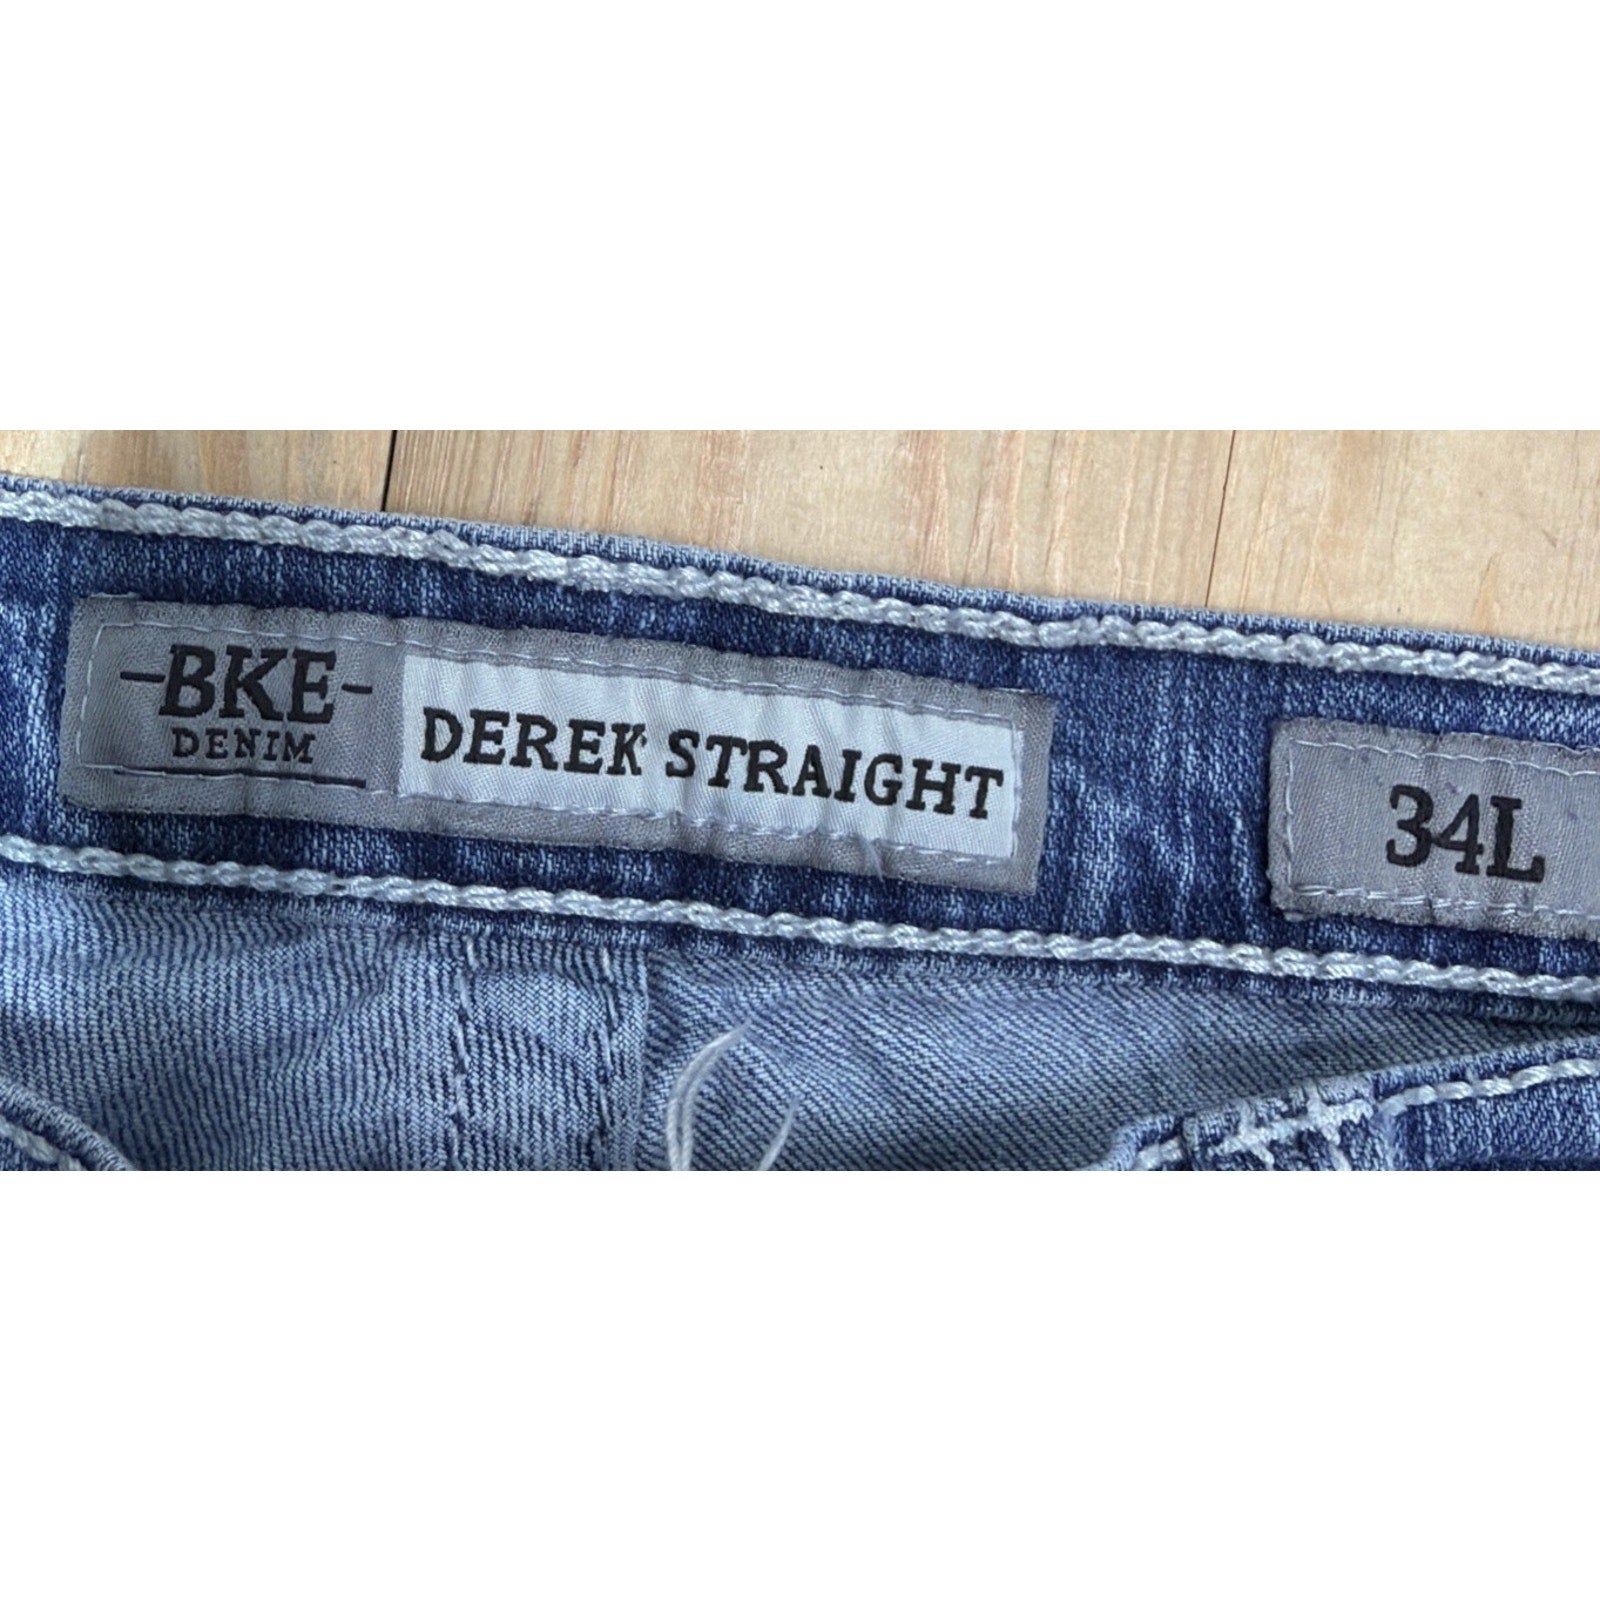 -BKE-
DENIM
DEREK STRAIGHT
34L